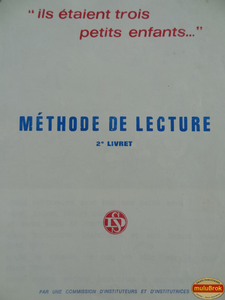 "ils étaient trois
petits enfants..."
MÉTHODE DE LECTURE
2e LIVRET
PAR UNE COMMISSION D'INSTITUTEURS ET D'INSTITUTRICES
muluBrok